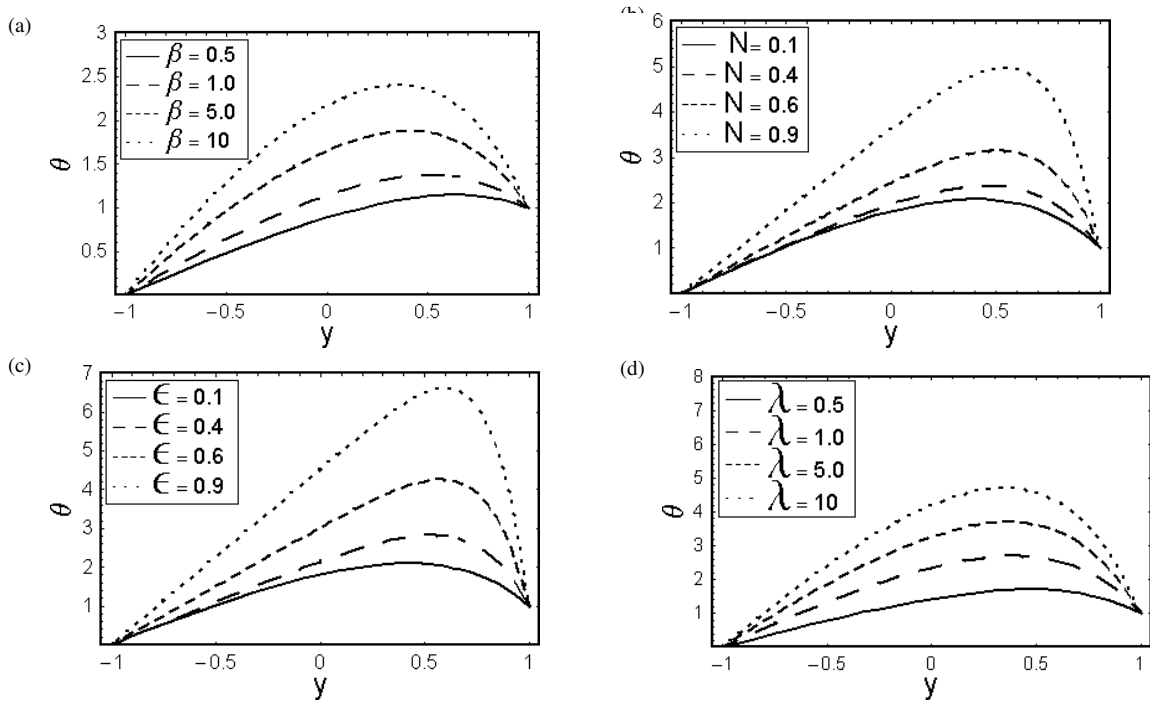 (a)
3
2.5
2
1.5
1
0.5
θ
β = 0.5
β = 1.0
β = 5.0
β = 10
−1 −0.5 0 0.5 1
y
(b)
6
5
4
3
2
1
θ
N = 0.1
N = 0.4
N = 0.6
N = 0.9
−1 −0.5 0 0.5 1
y
(c)
7
6
5
4
3
2
1
θ
ϵ = 0.1
ϵ = 0.4
ϵ = 0.6
ϵ = 0.9
−1 −0.5 0 0.5 1
y
(d)
8
7
6
5
4
3
2
1
θ
λ = 0.5
λ = 1.0
λ = 5.0
λ = 10
−1 −0.5 0 0.5 1
y